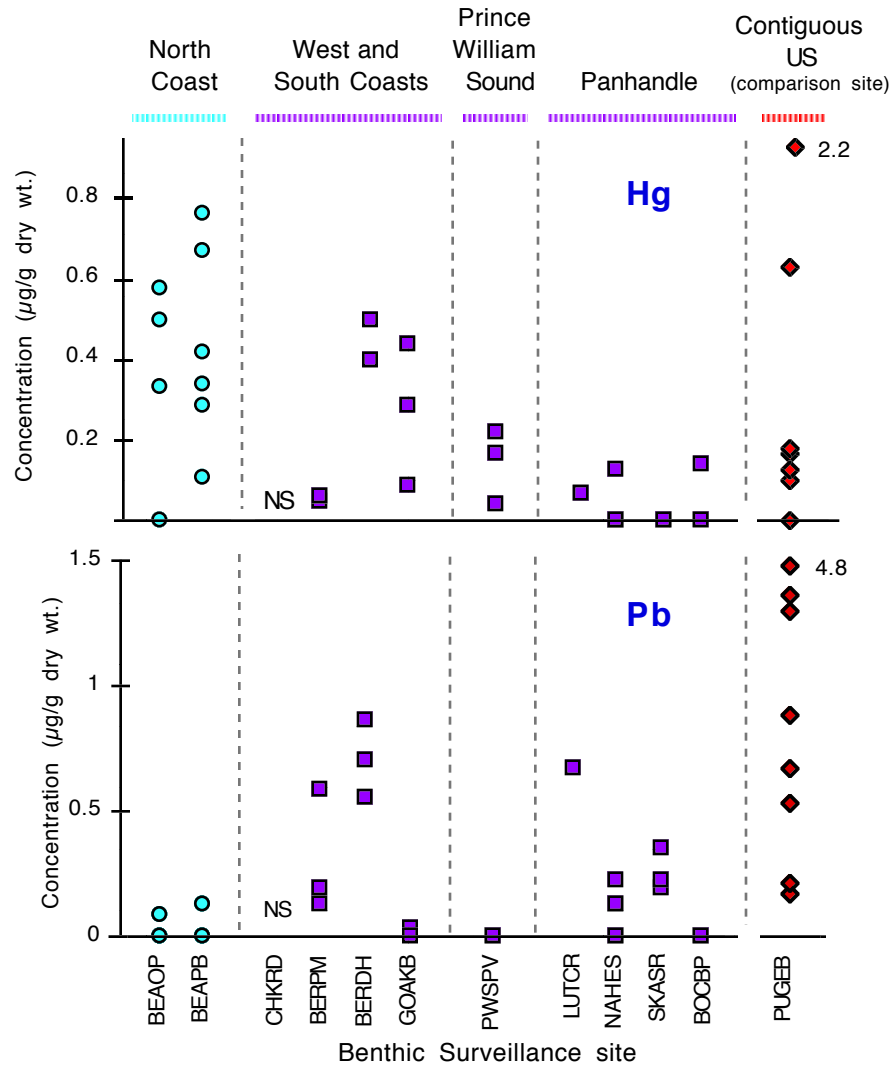 North
Coast
West and
South Coasts
Prince
William
Sound
Panhandle
Contiguous
US
(comparison site)
Concentration (µg/g dry wt.)
0.8
0.6
0.4
0.2
Hg
2.2
NS
Concentration (µg/g dry wt.)
1.5
1
0.5
0
Pb
4.8
NS
BEAOP
BEAPB
CHKRD
BERPM
BERDH
GOAKB
PWSPV
LUTCR
NAHES
SKASR
BOCBP
PUGEB
Benthic Surveillance site